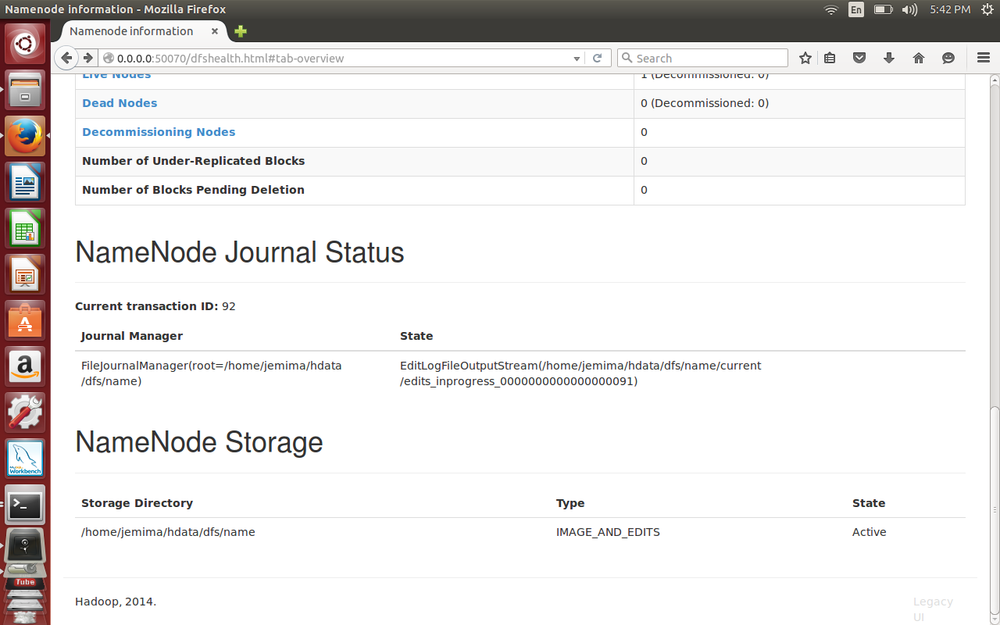 Namenode information - Mozilla Firefox
En
5:42 PM
Namenode information
0.0.0.0:50070/dfshealth.html#tab-overview
Search
Live Nodes 1 (Decommissioned: 0)
Dead Nodes 0 (Decommissioned: 0)
Decommissioning Nodes 0
Number of Under-Replicated Blocks 0
Number of Blocks Pending Deletion 0
NameNode Journal Status
Current transaction ID: 92
Journal Manager State
FileJournalManager(root=/home/jemima/hdata EditLogFileOutputStream(/home/jemima/hdata/dfs/name/current
/dfs/name) /edits_inprogress_0000000000000000091)
NameNode Storage
Storage Directory Type State
/home/jemima/hdata/dfs/name IMAGE_AND_EDITS Active
Hadoop, 2014.
Legacy
UI
MySQL
Workbench
Tube